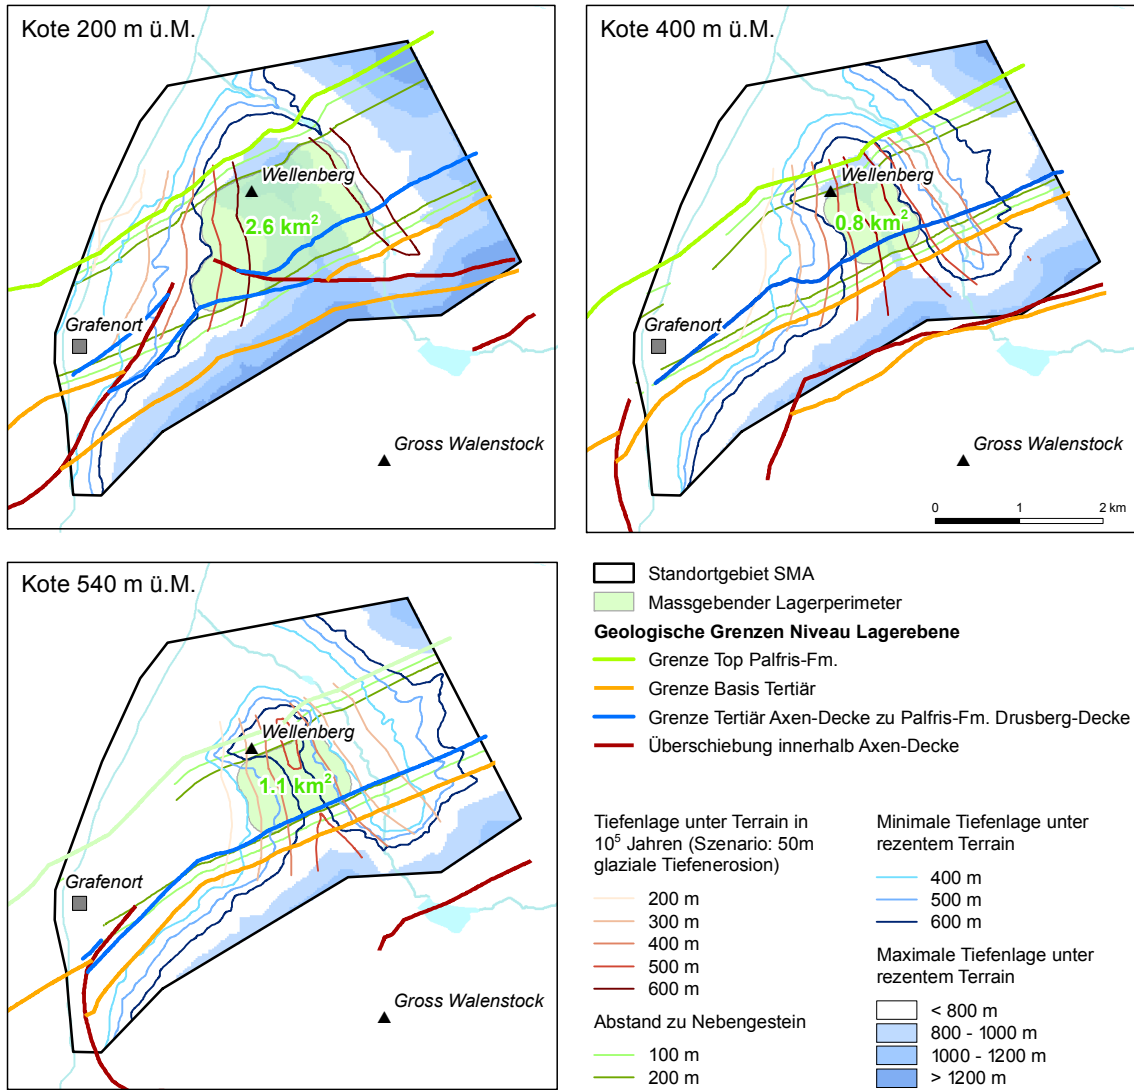 Kote 200 m ü.M.
Wellenberg
2.6 km²
Grafenort
Gross Walenstock
Kote 400 m ü.M.
Wellenberg
0.8 km²
Grafenort
Gross Walenstock
0 1 2 km
Kote 540 m ü.M.
Wellenberg
1.1 km²
Grafenort
Gross Walenstock
Standortgebiet SMA
Massgebender Lagerperimeter
Geologische Grenzen Niveau Lagerebene
Grenze Top Palfris-Fm.
Grenze Basis Tertiär
Grenze Tertiär Axen-Decke zu Palfris-Fm. Drusberg-Decke
Überschiebung innerhalb Axen-Decke
Tiefenlage unter Terrain in
10⁵ Jahren (Szenario: 50m
glaziale Tiefenerosion)
200 m
300 m
400 m
500 m
600 m
Abstand zu Nebengestein
100 m
200 m
Minimale Tiefenlage unter
rezentem Terrain
400 m
500 m
600 m
Maximale Tiefenlage unter
rezentem Terrain
< 800 m
800 - 1000 m
1000 - 1200 m
> 1200 m